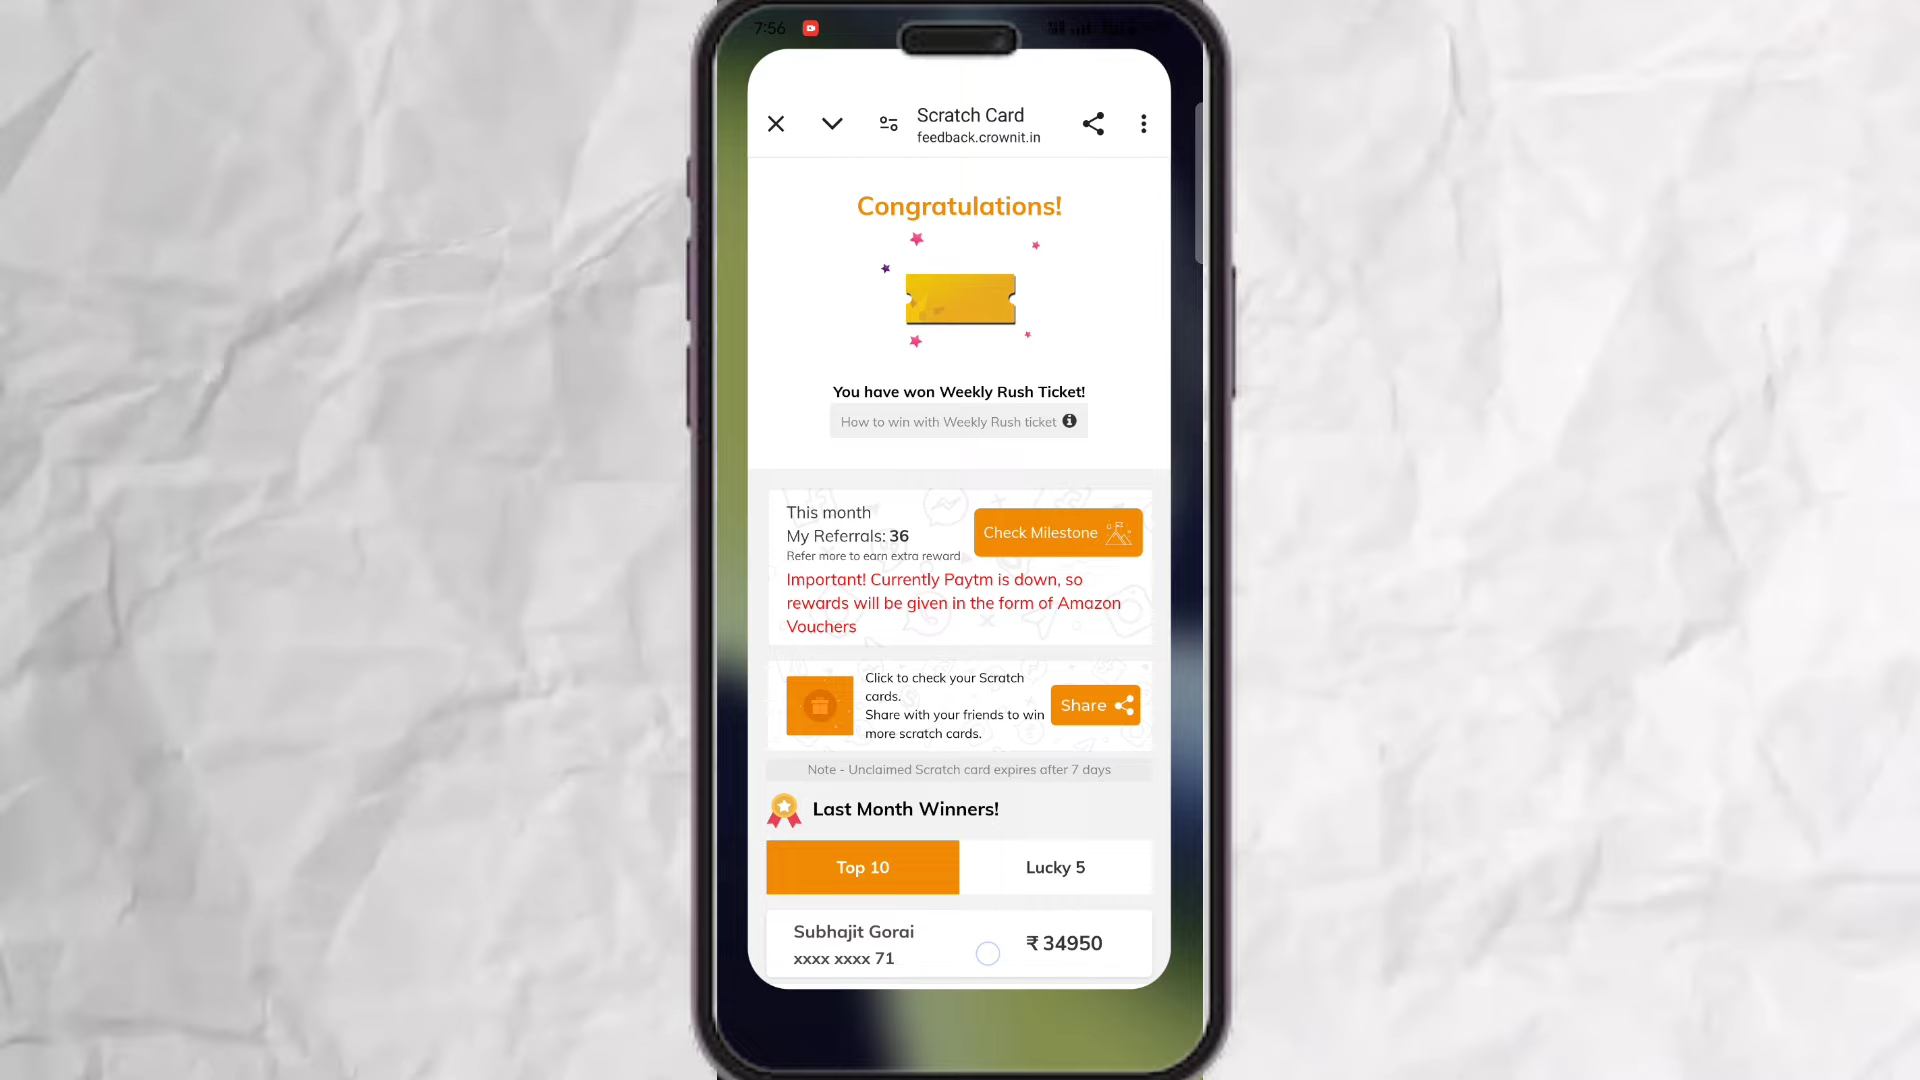 7:56
Scratch Card
feedback.crownit.in
Congratulations!
You have won Weekly Rush Ticket!
How to win with Weekly Rush ticket
This month
My Referrals: 36
Check Milestone
Refer more to earn extra reward
Important! Currently Paytm is down, so
rewards will be given in the form of Amazon
Vouchers
Click to check your Scratch
cards.
Share with your friends to win
more scratch cards.
Share
Note - Unclaimed Scratch card expires after 7 days
Last Month Winners!
Top 10
Lucky 5
Subhajit Gorai
₹ 34950
xxxx xxxx 71